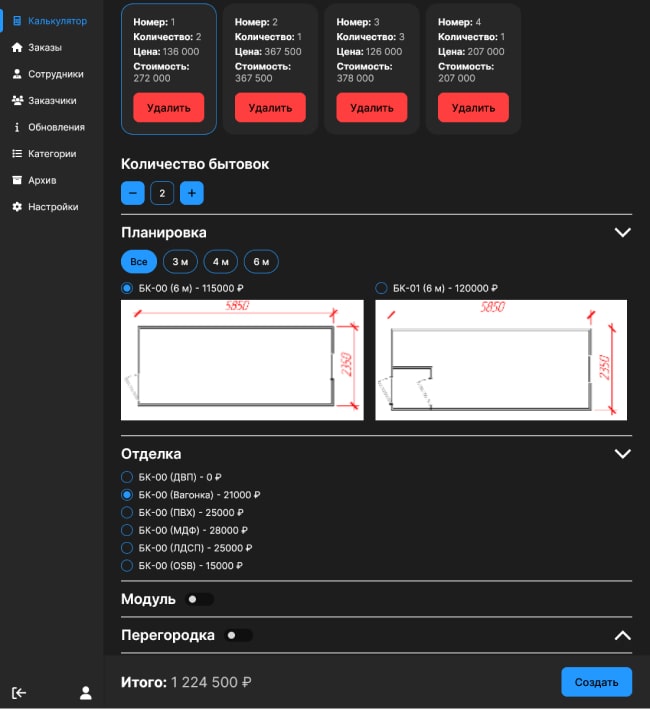 Калькулятор
Заказы
Сотрудники
Заказчики
Обновления
Категории
Архив
Настройки
Номер: 1
Количество: 2
Цена: 136 000
Стоимость:
272 000
Удалить
Номер: 2
Количество: 1
Цена: 367 500
Стоимость:
367 500
Удалить
Номер: 3
Количество: 3
Цена: 126 000
Стоимость:
378 000
Удалить
Номер: 4
Количество: 1
Цена: 207 000
Стоимость:
207 000
Удалить
Количество бытовок
− 2 +
Планировка
Все 3 м 4 м 6 м
БК-00 (6 м) - 115000 ₽
5850
2350
БК-01 (6 м) - 120000 ₽
5850
2350
Отделка
БК-00 (ДВП) - 0 ₽
БК-00 (Вагонка) - 21000 ₽
БК-00 (ПВХ) - 25000 ₽
БК-00 (МДФ) - 28000 ₽
БК-00 (ЛДСП) - 25000 ₽
БК-00 (OSB) - 15000 ₽
Модуль
Перегородка
Итого: 1 224 500 ₽
Создать